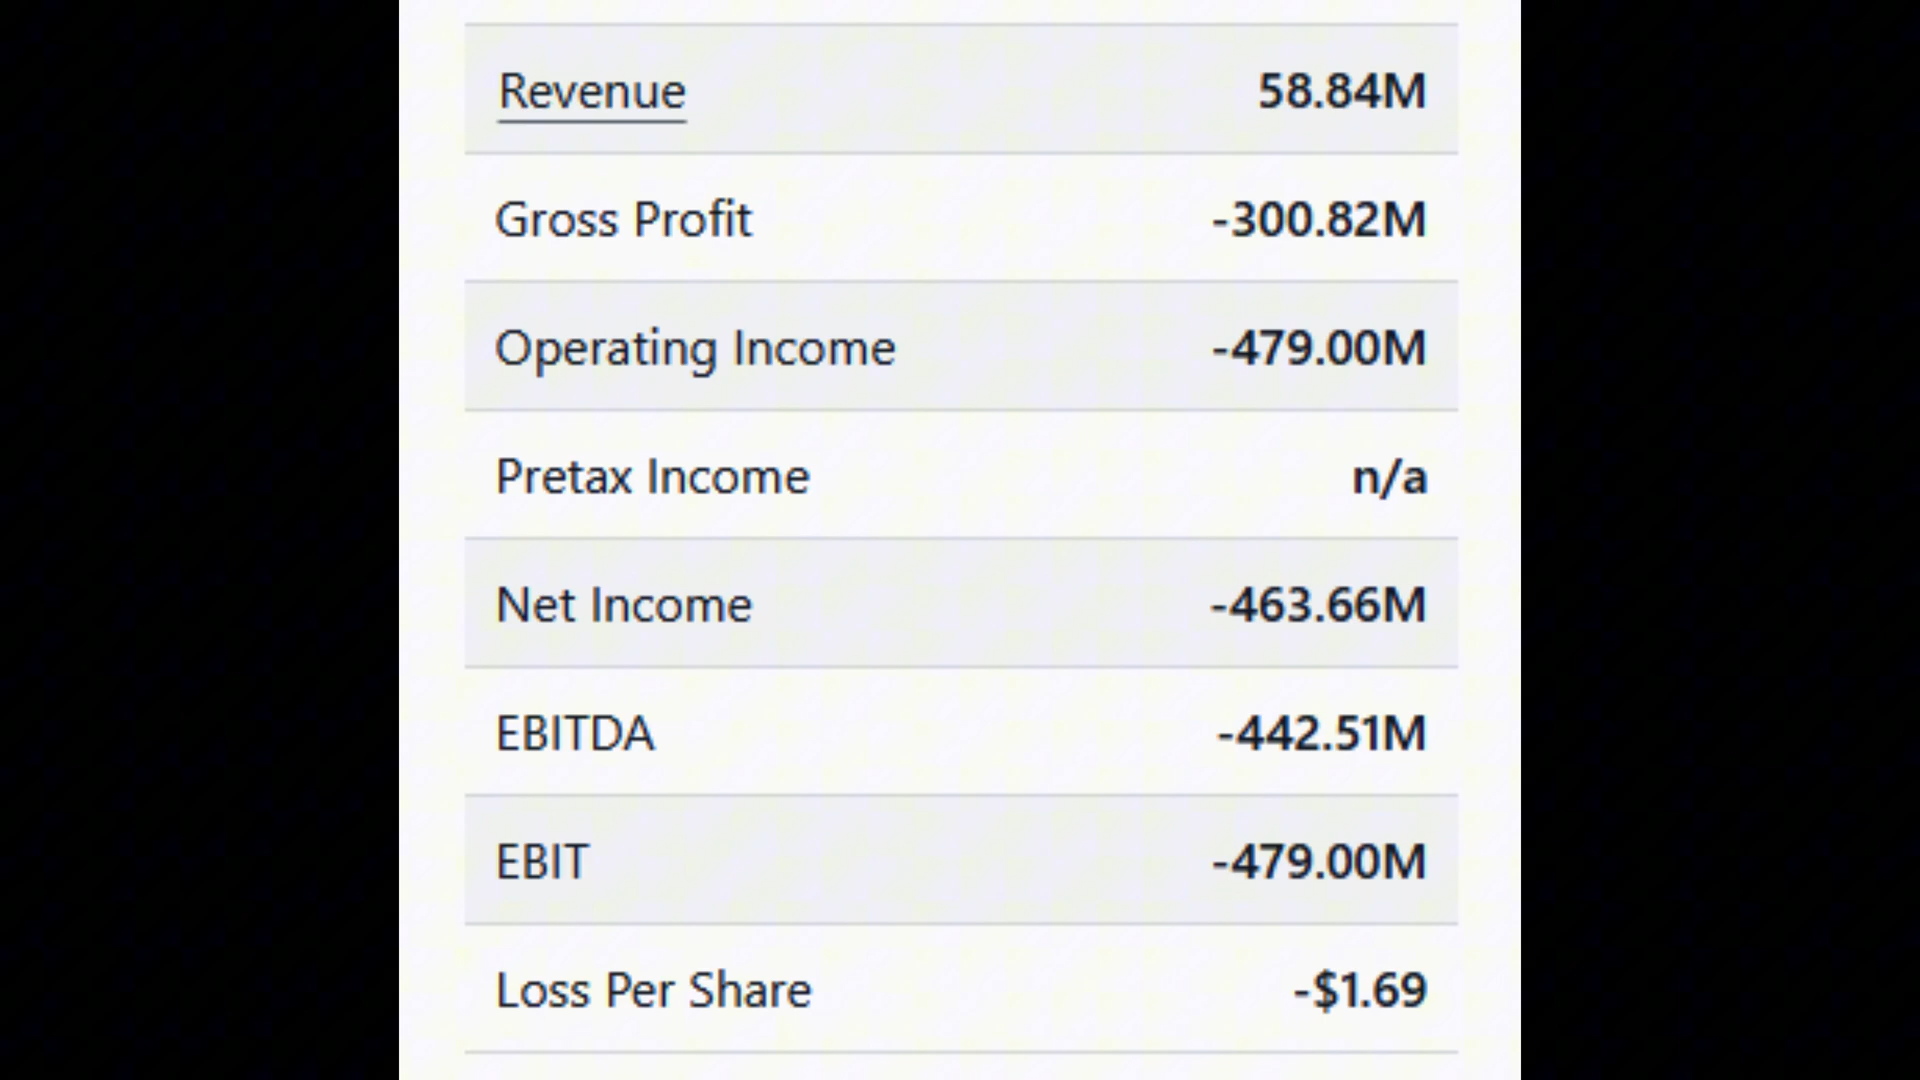 Revenue 58.84M
Gross Profit -300.82M
Operating Income -479.00M
Pretax Income n/a
Net Income -463.66M
EBITDA -442.51M
EBIT -479.00M
Loss Per Share -$1.69